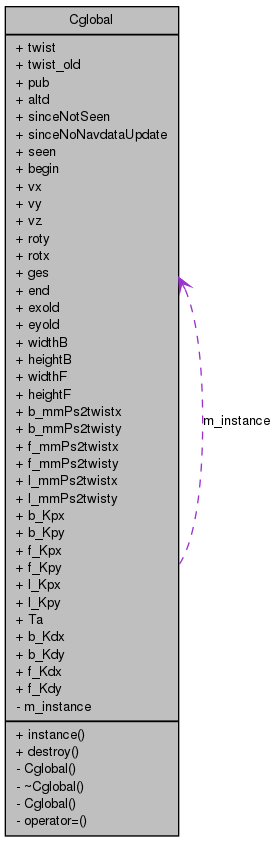 Cglobal
+ twist
+ twist_old
+ pub
+ altd
+ sinceNotSeen
+ sinceNoNavdataUpdate
+ seen
+ begin
+ vx
+ vy
+ vz
+ roty
+ rotx
+ ges
+ end
+ exold
+ eyold
+ widthB
+ heightB
+ widthF
+ heightF
+ b_mmPs2twistx
+ b_mmPs2twisty
+ f_mmPs2twistx
+ f_mmPs2twisty
+ l_mmPs2twistx
+ l_mmPs2twisty
+ b_Kpx
+ b_Kpy
+ f_Kpx
+ f_Kpy
+ l_Kpx
+ l_Kpy
+ Ta
+ b_Kdx
+ b_Kdy
+ f_Kdx
+ f_Kdy
- m_instance
+ instance()
+ destroy()
- Cglobal()
- ~Cglobal()
- Cglobal()
- operator=()
m_instance